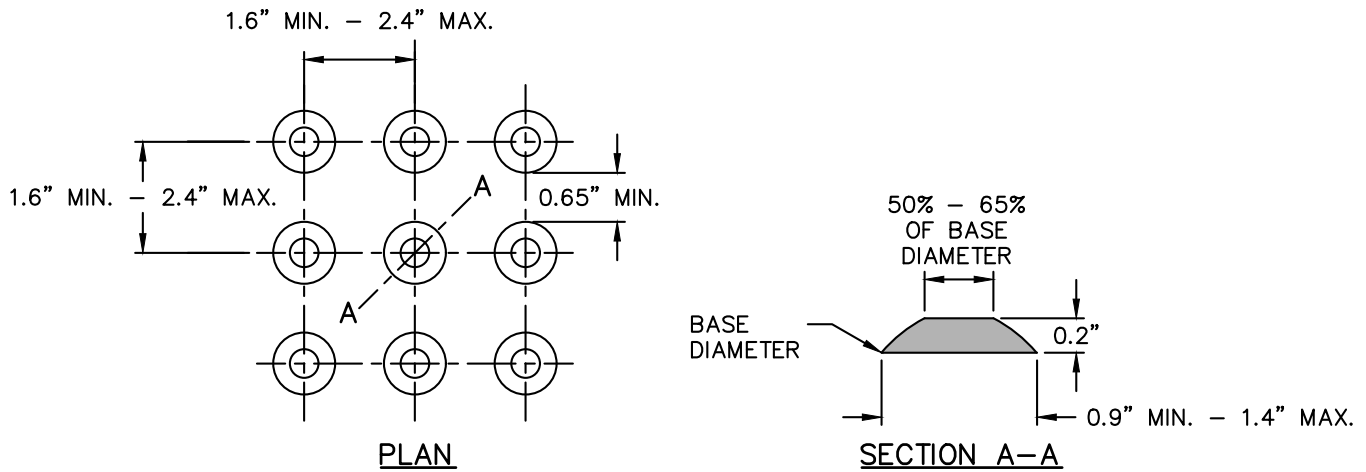 1.6” MIN. – 2.4” MAX.
1.6” MIN. – 2.4” MAX.
A
A
0.65” MIN.
PLAN
50% – 65%
OF BASE
DIAMETER
BASE
DIAMETER
0.2”
0.9” MIN. – 1.4” MAX.
SECTION A–A